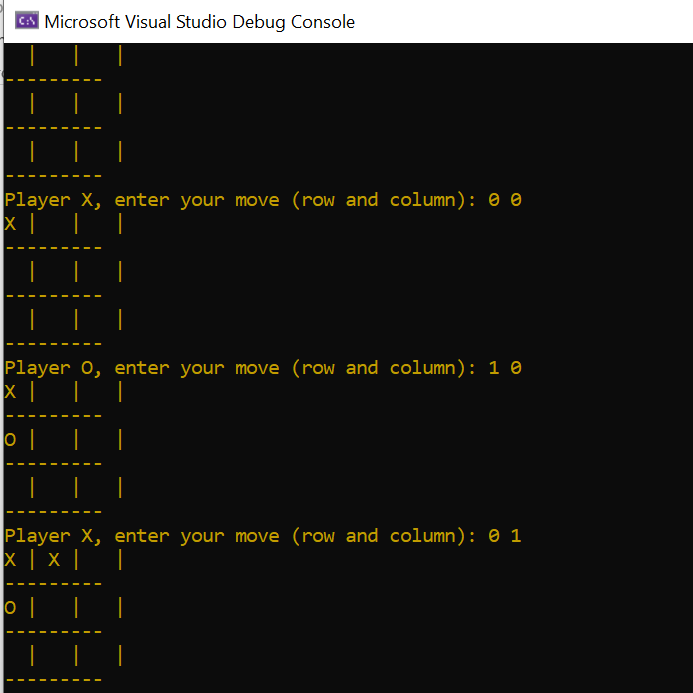 C:\ Microsoft Visual Studio Debug Console
  |   |   |
---------
  |   |   |
---------
  |   |   |
---------
Player X, enter your move (row and column): 0 0
X |   |   |
---------
  |   |   |
---------
  |   |   |
---------
Player O, enter your move (row and column): 1 0
X |   |   |
---------
O |   |   |
---------
  |   |   |
---------
Player X, enter your move (row and column): 0 1
X | X |   |
---------
O |   |   |
---------
  |   |   |
---------